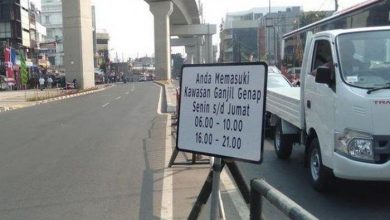 Anda Memasuki
Kawasan Ganjil Genap
Senin s/d Jumat
06.00 - 10.00
16.00 - 21.00